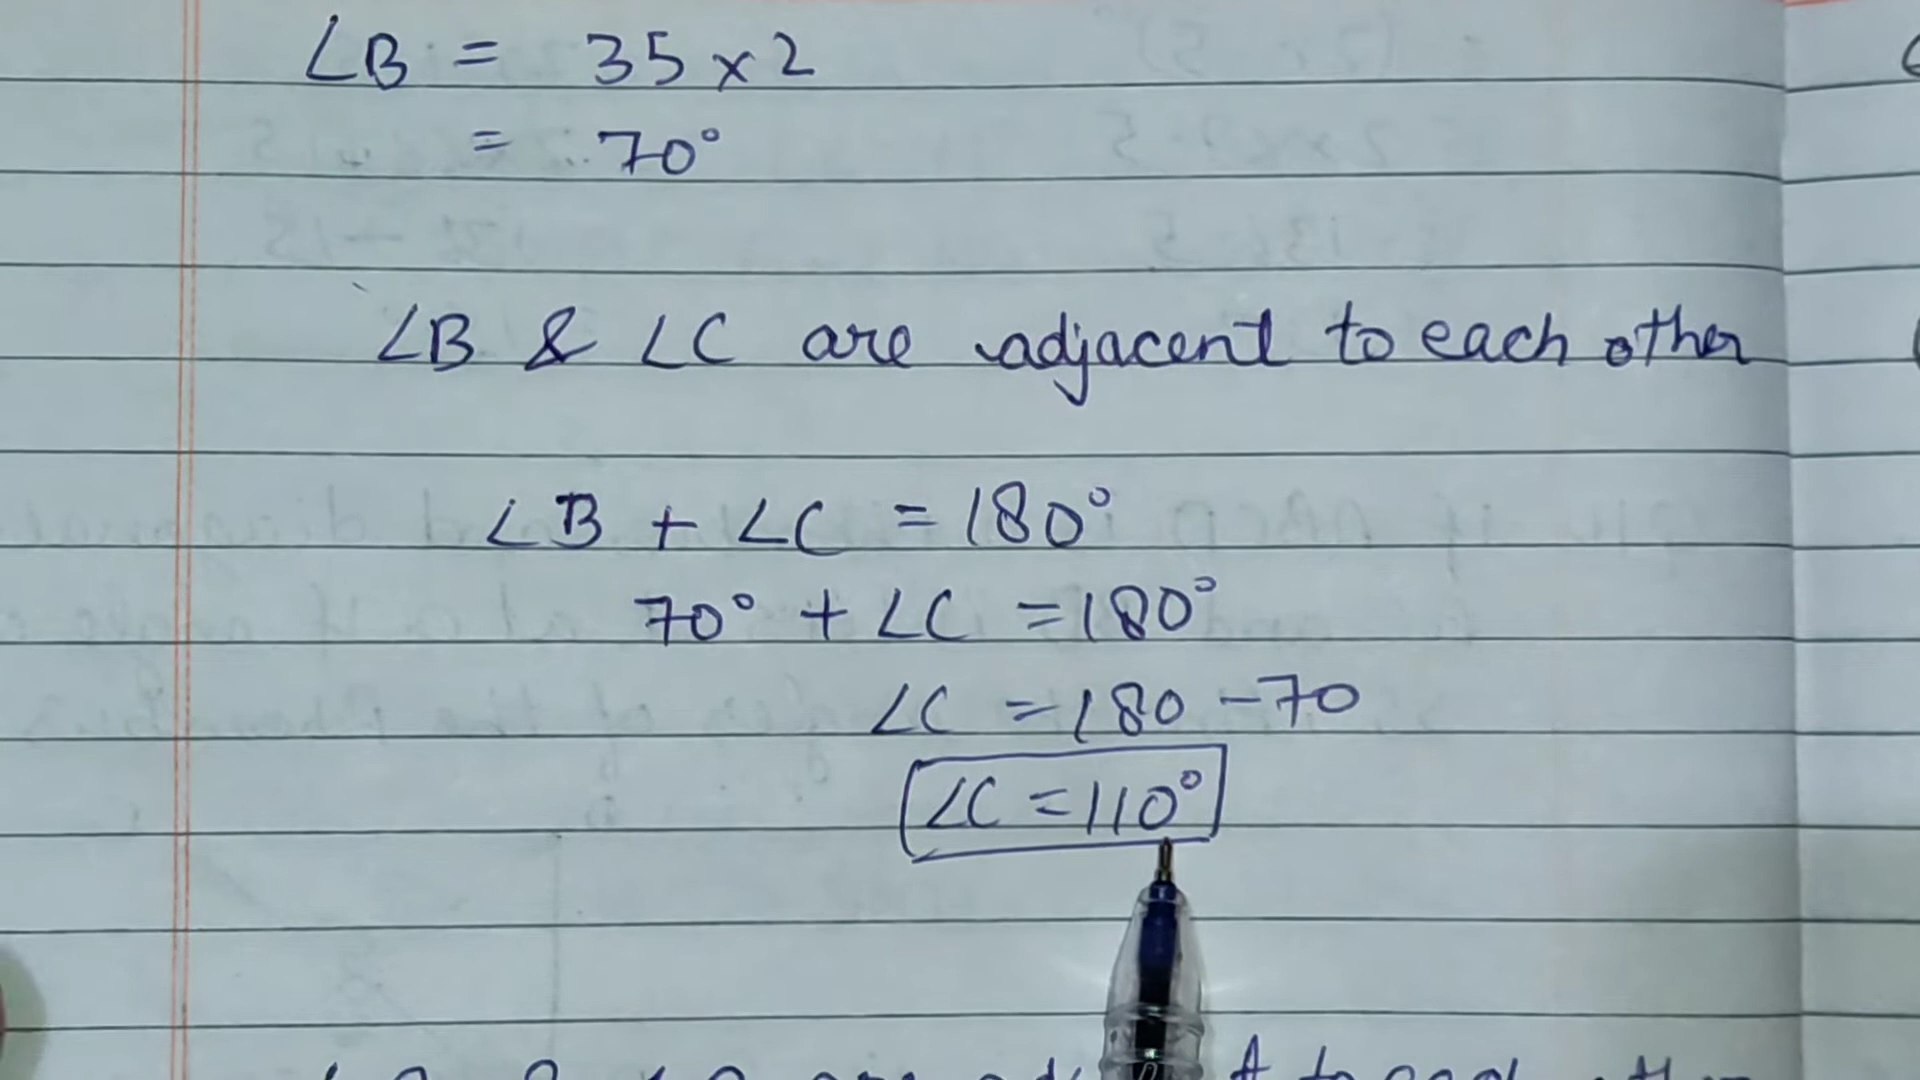 ∠B = 35 × 2
= 70°
∠B & ∠C are adjacent to each other
∠B + ∠C = 180°
70° + ∠C = 180°
∠C = 180 - 70
∠C = 110°